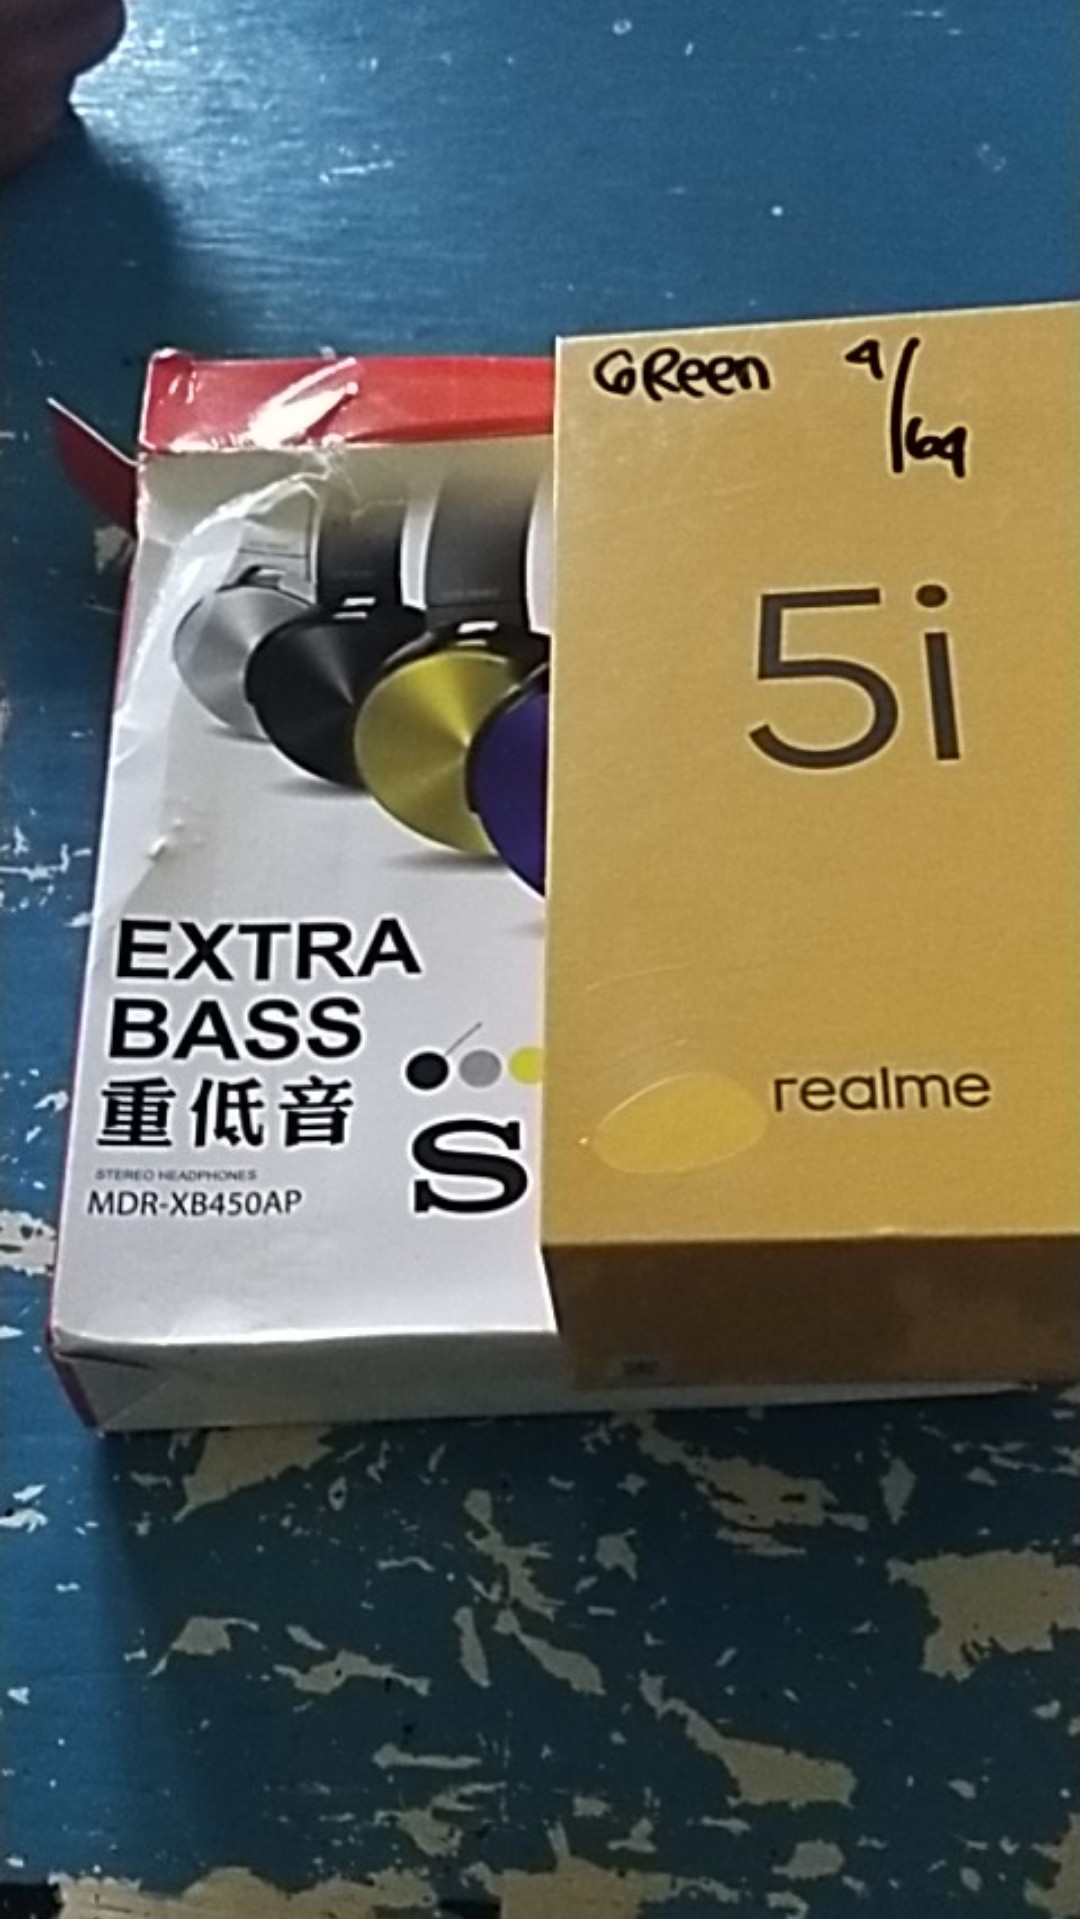 EXTRA
BASS
重低音
STEREO HEADPHONES
MDR-XB450AP
S
GReen 4/64
5i
realme